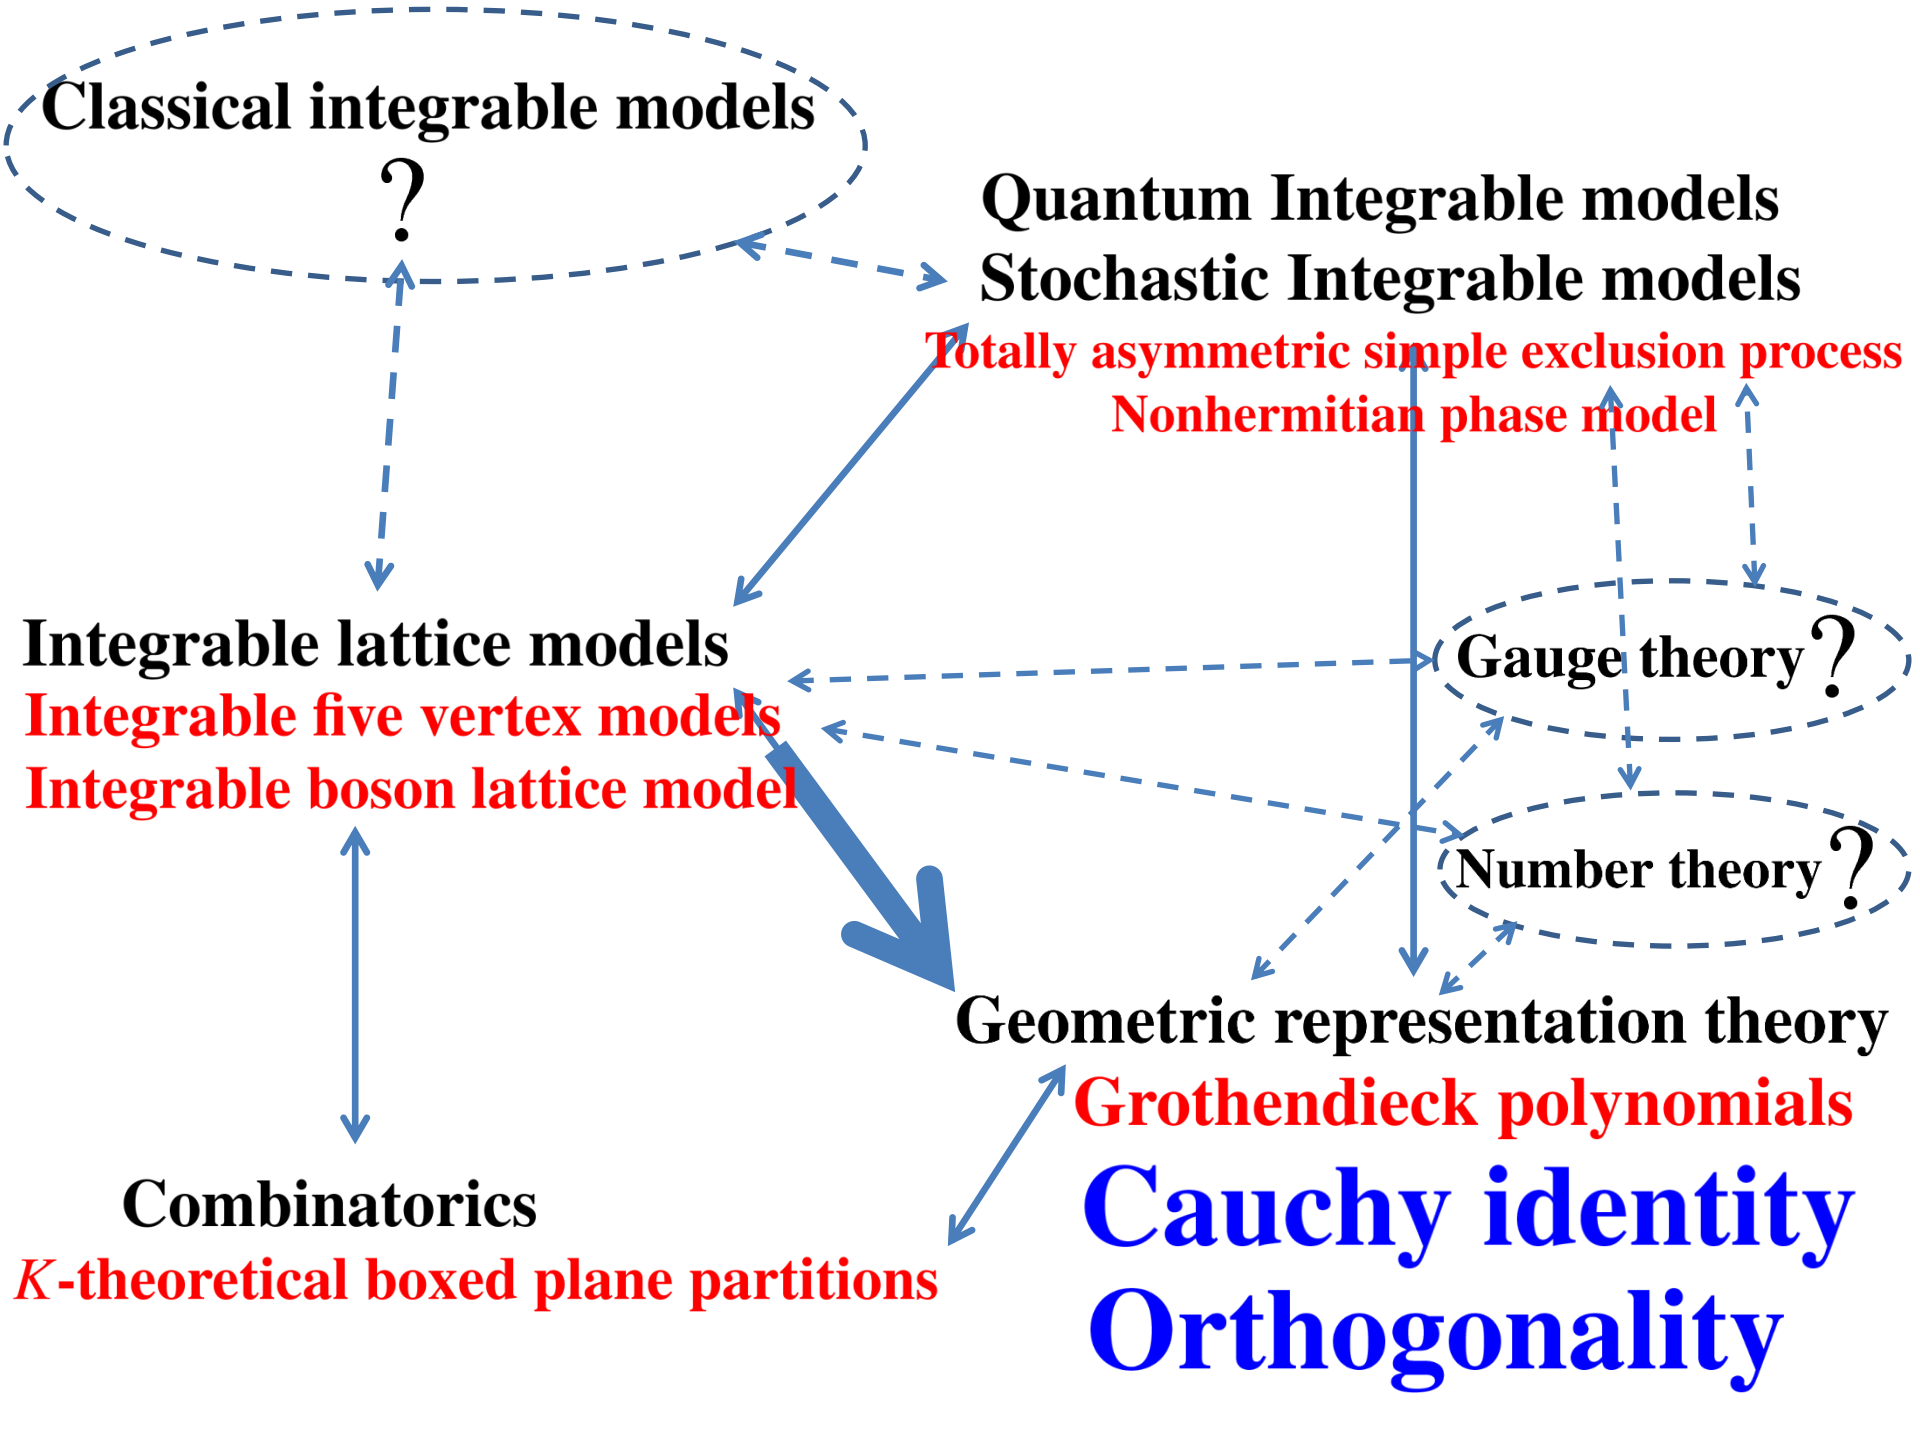 Classical integrable models
?
Quantum Integrable models
Stochastic Integrable models
Totally asymmetric simple exclusion process
Nonhermitian phase model
Integrable lattice models
Integrable five vertex models
Integrable boson lattice model
Gauge theory ?
Number theory ?
Geometric representation theory
Grothendieck polynomials
Cauchy identity
Orthogonality
Combinatorics
K-theoretical boxed plane partitions